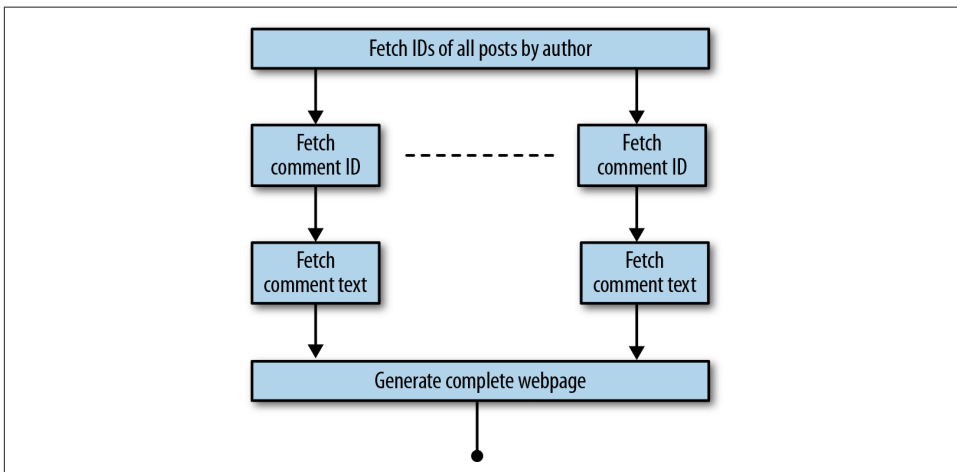 Fetch IDs of all posts by author
Fetch
comment ID
Fetch
comment ID
Fetch
comment text
Fetch
comment text
Generate complete webpage